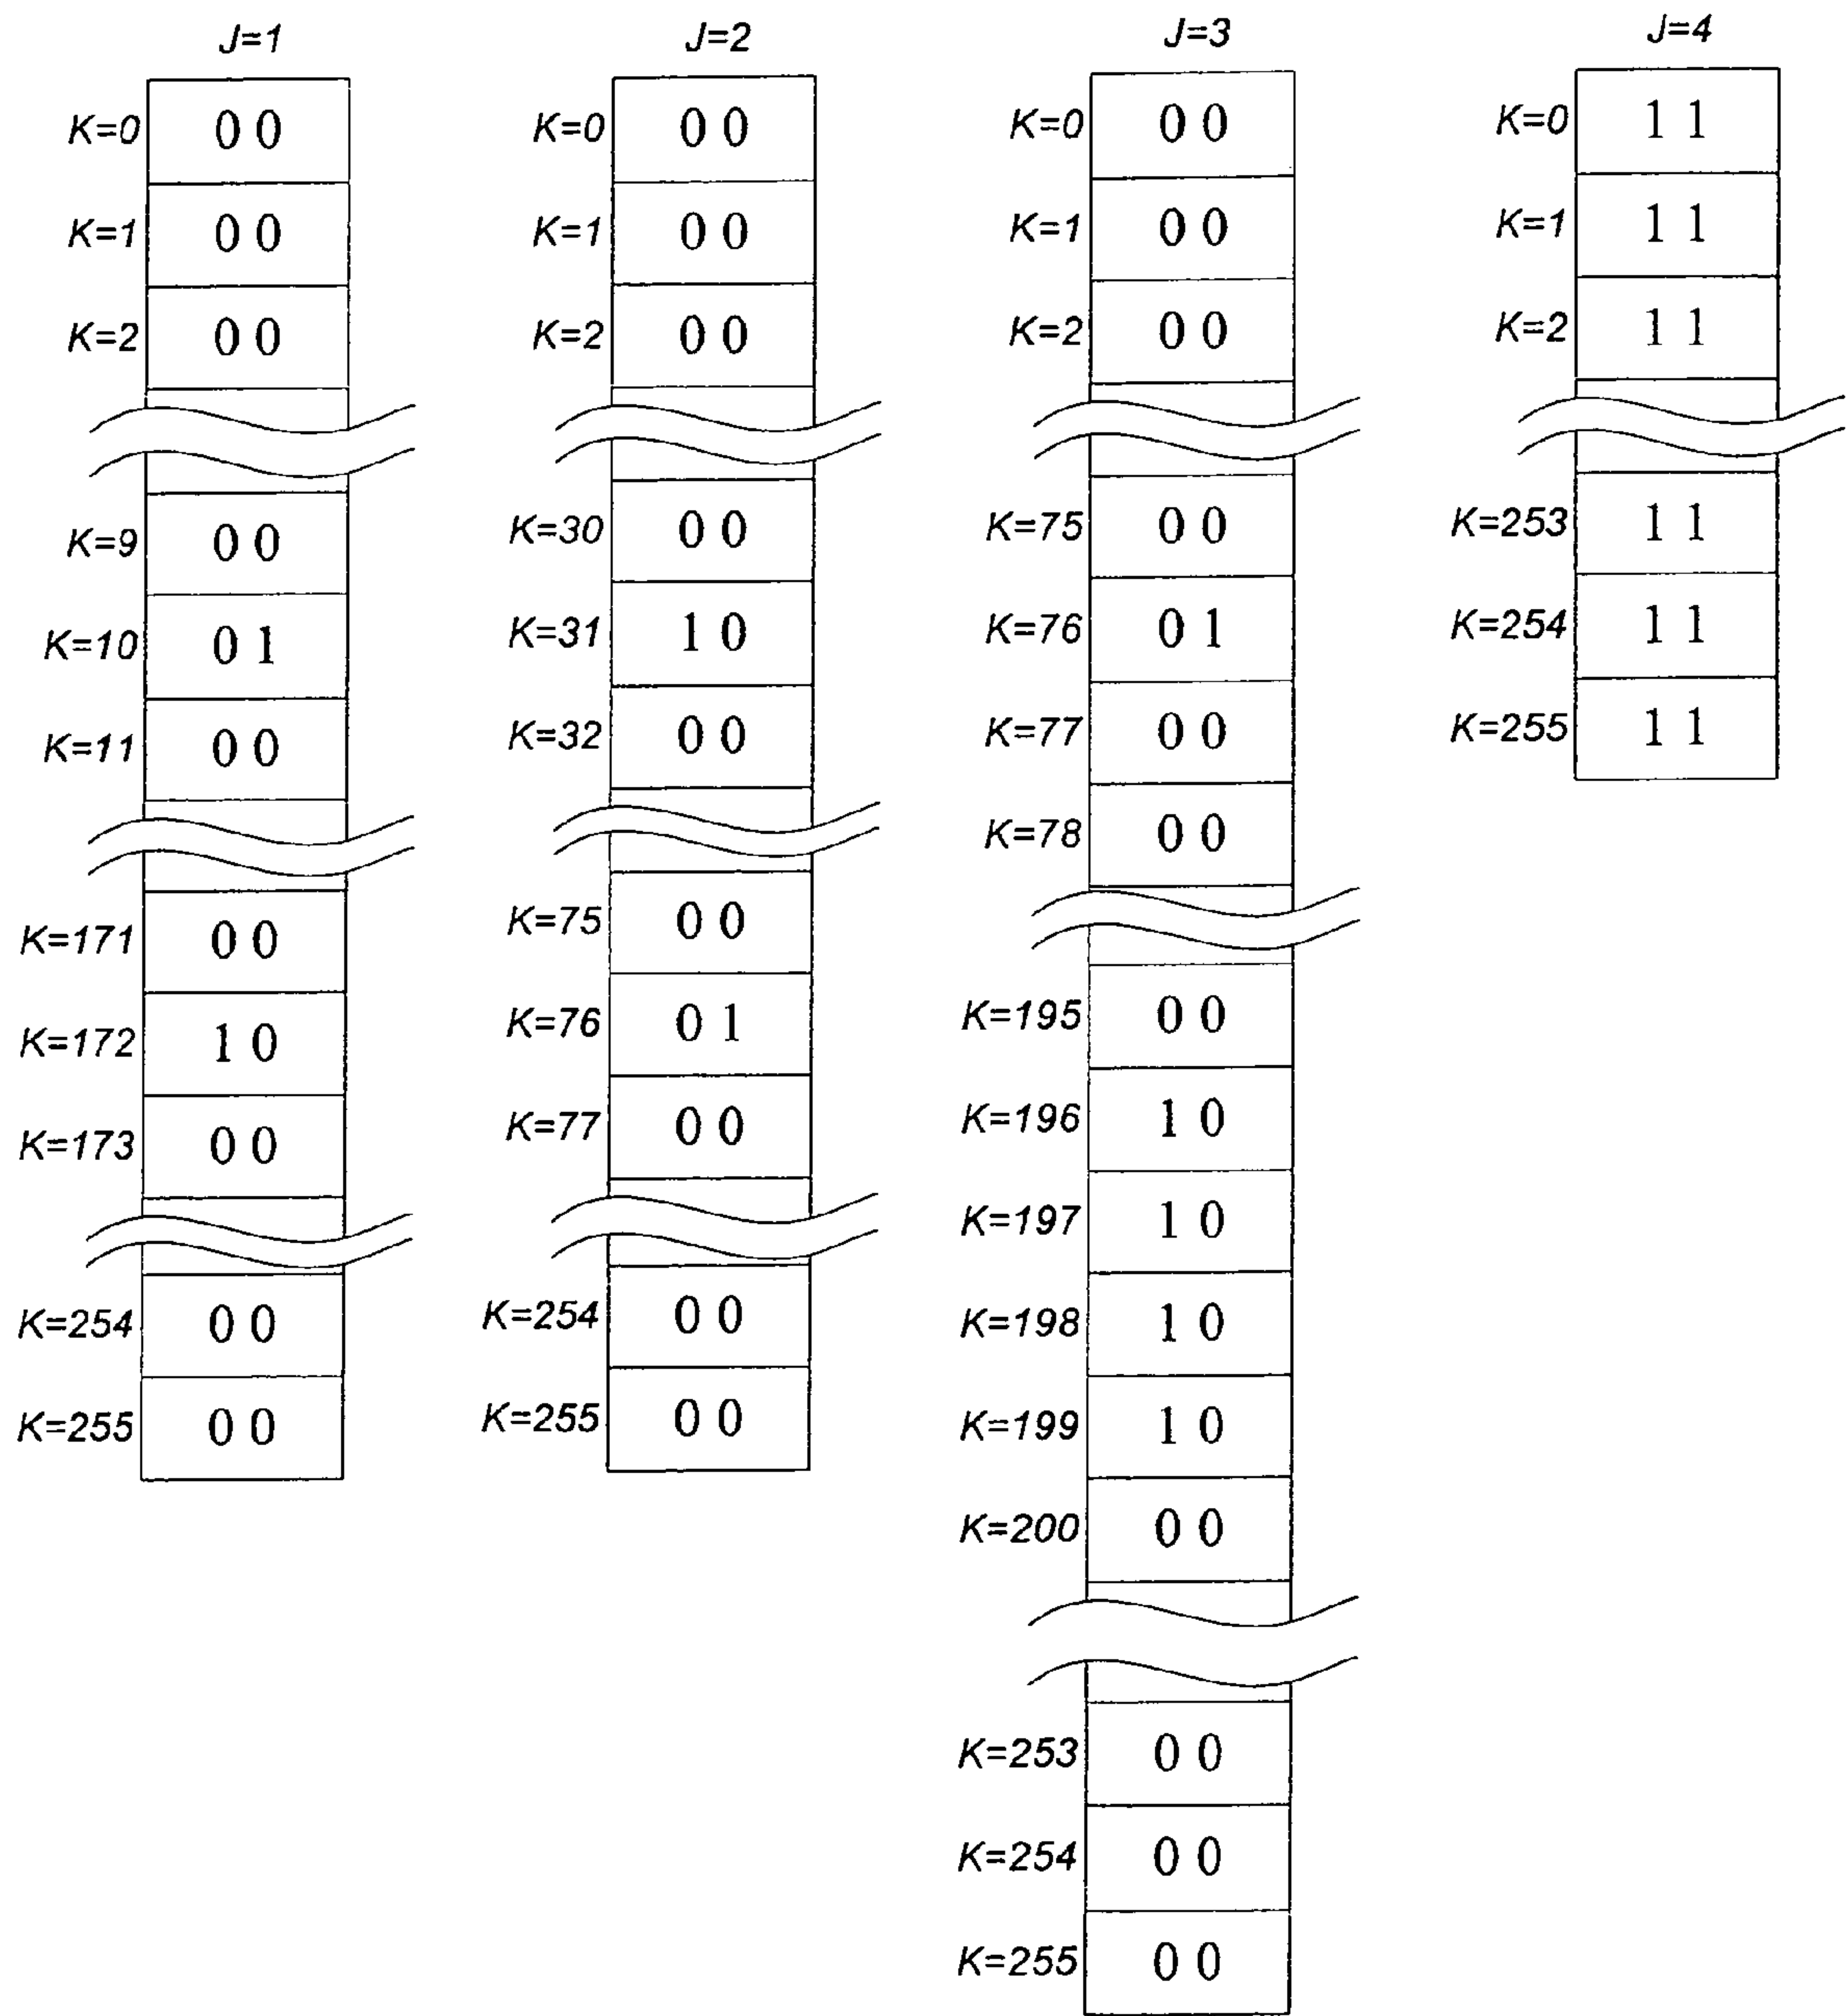 J=1
K=0 0 0
K=1 0 0
K=2 0 0
K=9 0 0
K=10 0 1
K=11 0 0
K=171 0 0
K=172 1 0
K=173 0 0
K=254 0 0
K=255 0 0
J=2
K=0 0 0
K=1 0 0
K=2 0 0
K=30 0 0
K=31 1 0
K=32 0 0
K=75 0 0
K=76 0 1
K=77 0 0
K=254 0 0
K=255 0 0
J=3
K=0 0 0
K=1 0 0
K=2 0 0
K=75 0 0
K=76 0 1
K=77 0 0
K=78 0 0
K=195 0 0
K=196 1 0
K=197 1 0
K=198 1 0
K=199 1 0
K=200 0 0
K=253 0 0
K=254 0 0
K=255 0 0
J=4
K=0 1 1
K=1 1 1
K=2 1 1
K=253 1 1
K=254 1 1
K=255 1 1